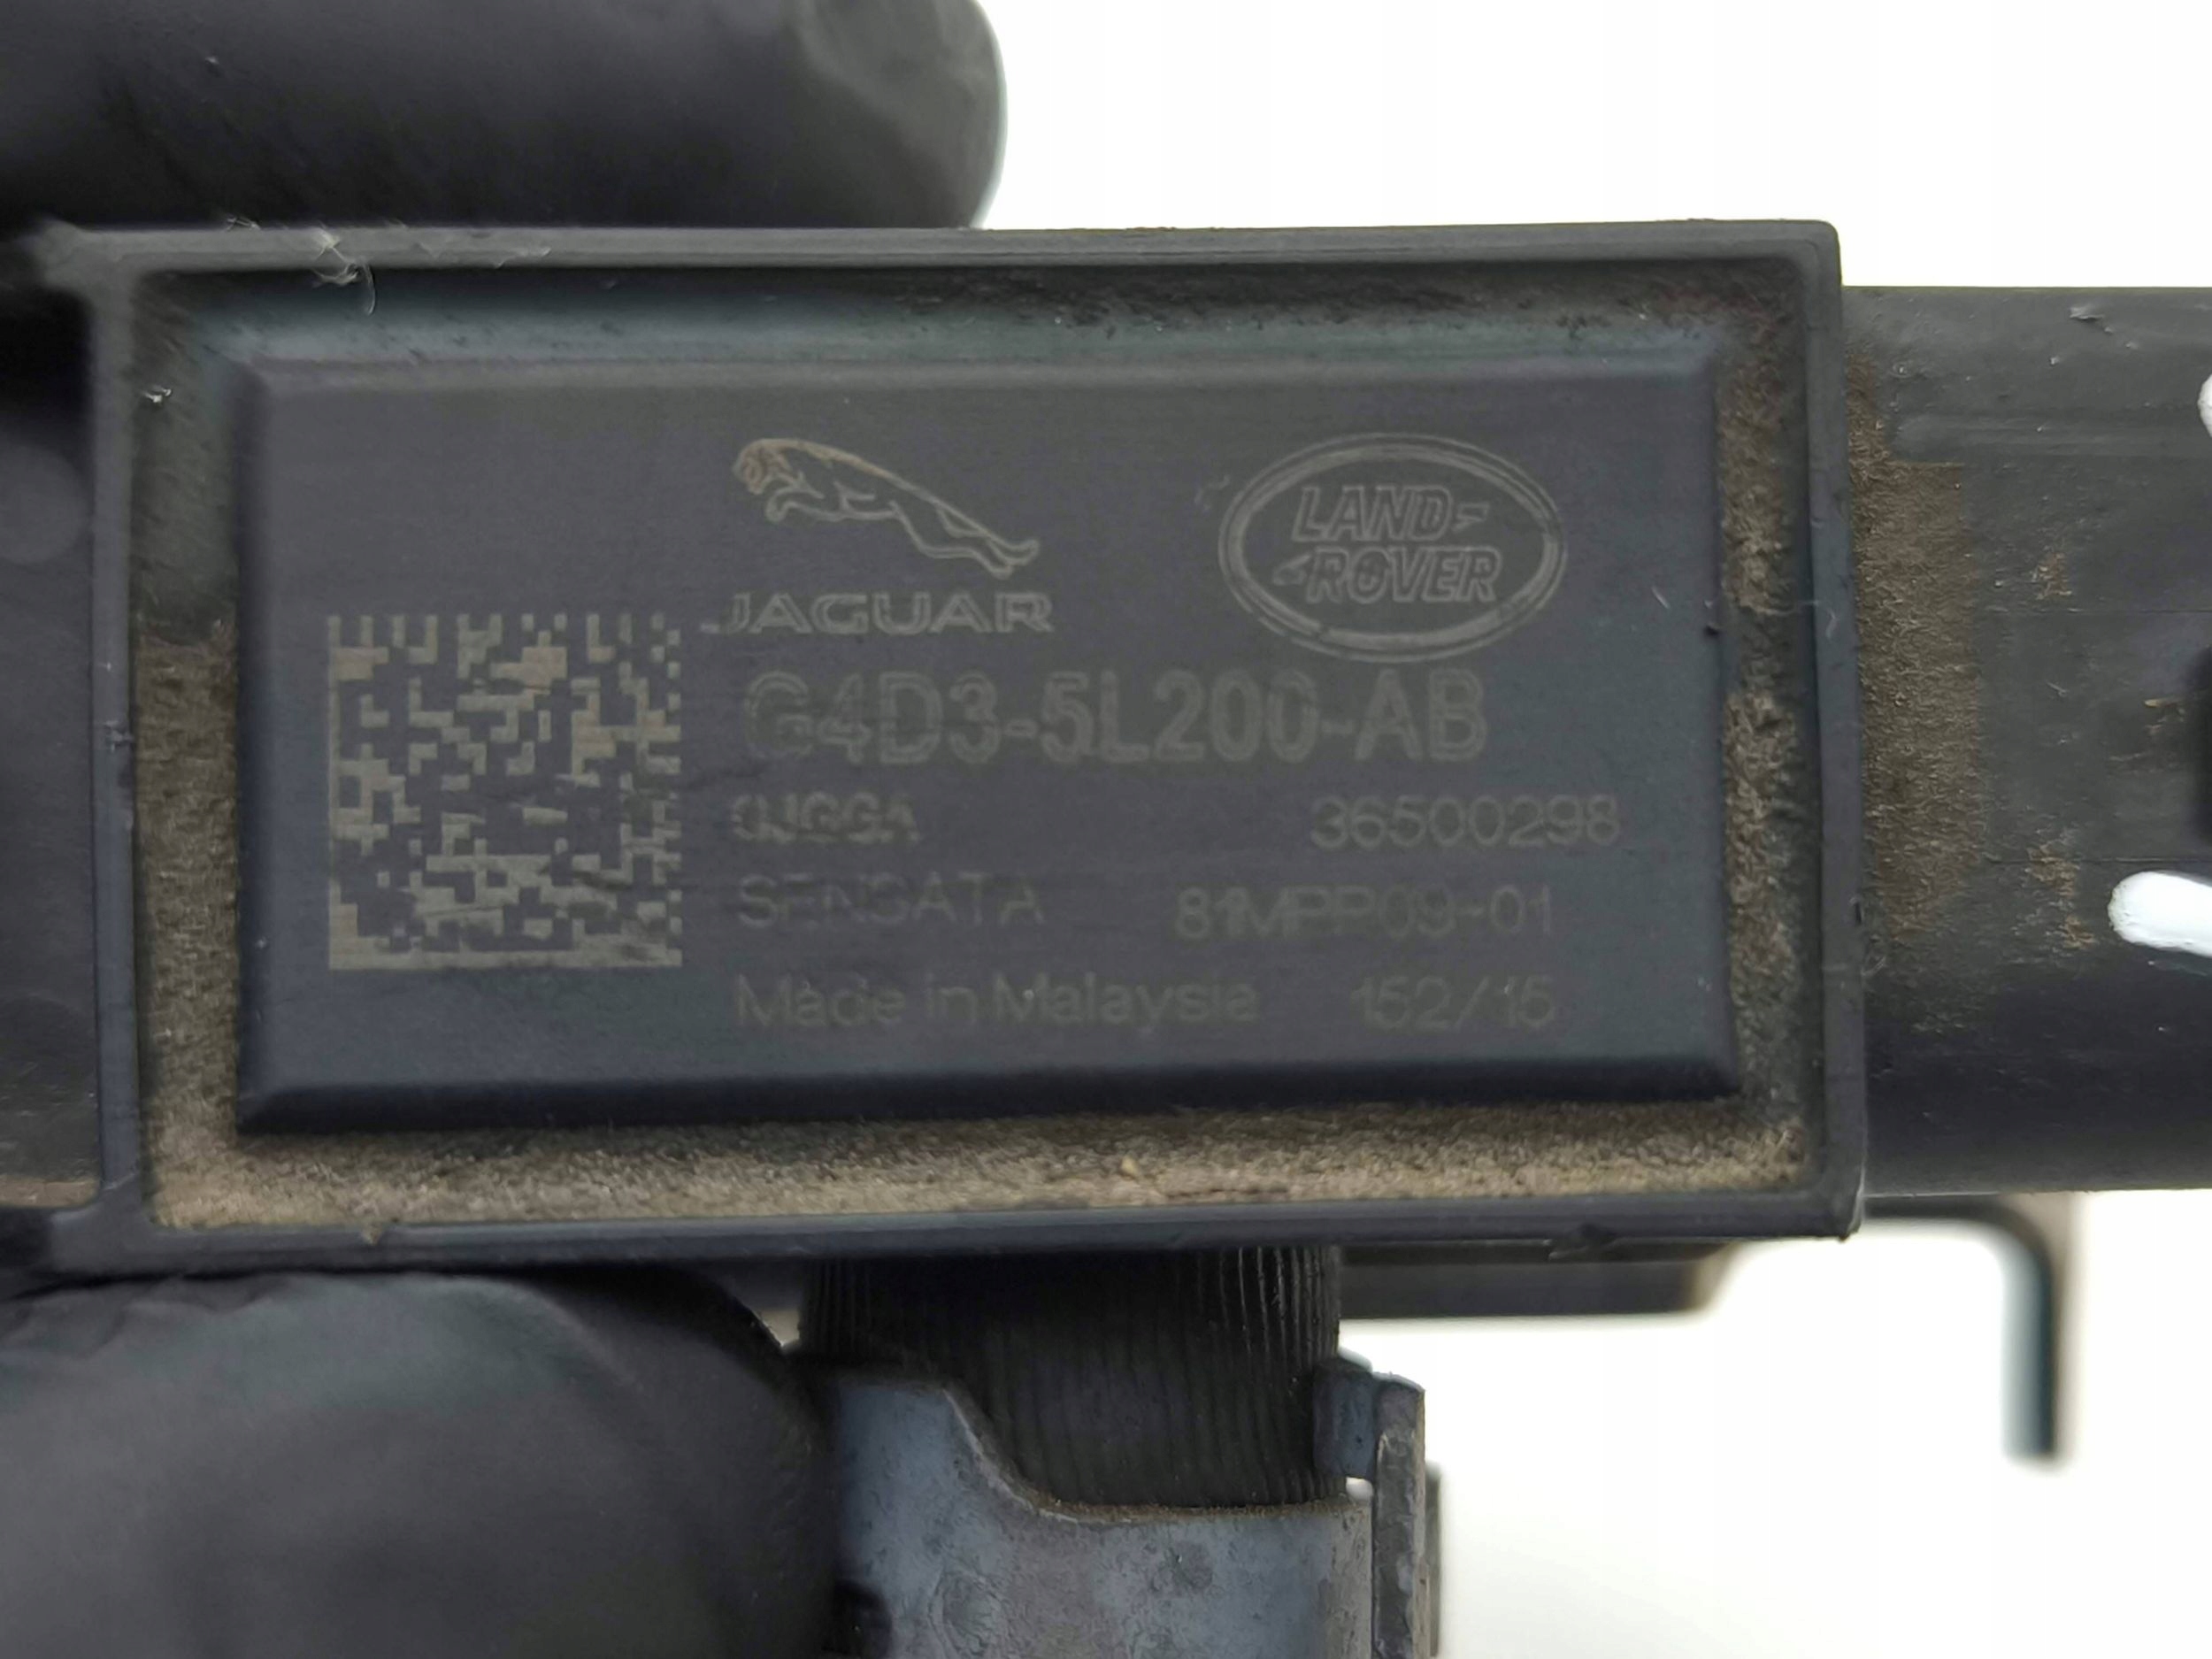 JAGUAR
LAND-
ROVER
G4D3-5L200-AB
36500298
SENSATA 81MPP09-01
Made in Malaysia 152/15